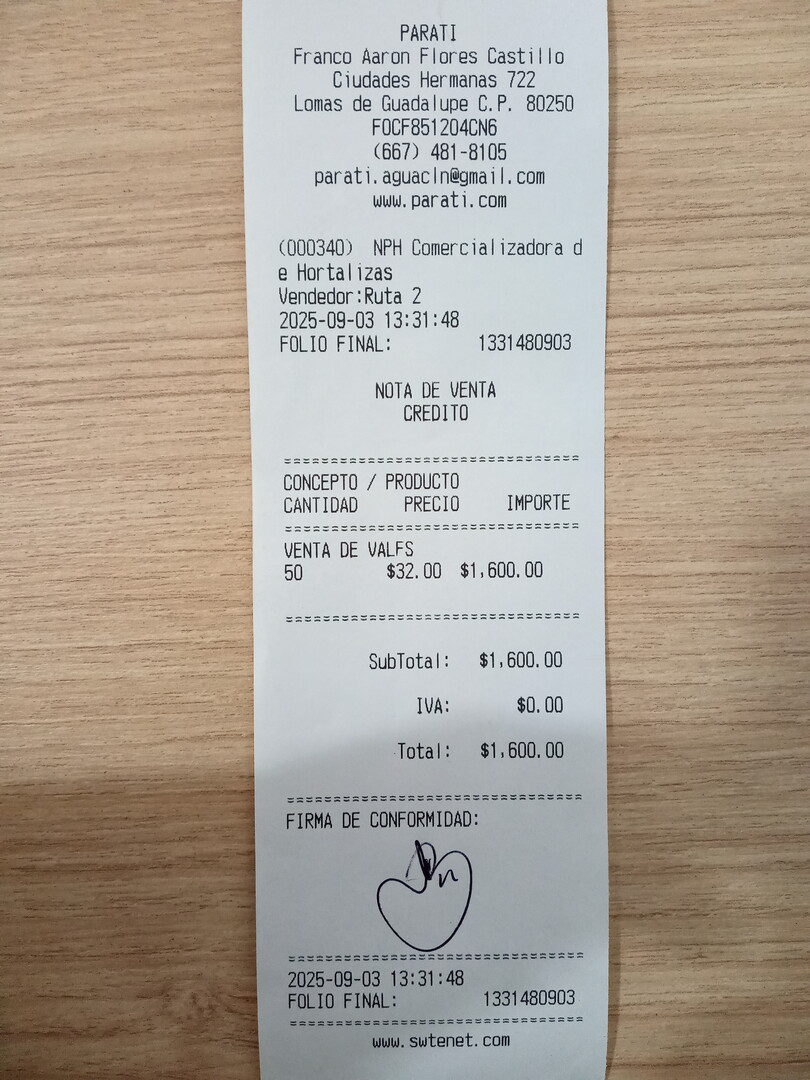 PARATI
Franco Aaron Flores Castillo
Ciudades Hermanas 722
Lomas de Guadalupe C.P. 80250
FOCF851204CN6
(667) 481-8105
parati.aguacln@gmail.com
www.parati.com
(000340) NPH Comercializadora d
e Hortalizas
Vendedor:Ruta 2
2025-09-03 13:31:48
FOLIO FINAL: 1331480903
NOTA DE VENTA
CREDITO
CONCEPTO / PRODUCTO
CANTIDAD PRECIO IMPORTE
VENTA DE VALES
50 $32.00 $1,600.00
SubTotal: $1,600.00
IVA: $0.00
Total: $1,600.00
FIRMA DE CONFORMIDAD:
2025-09-03 13:31:48
FOLIO FINAL: 1331480903
www.swtenet.com